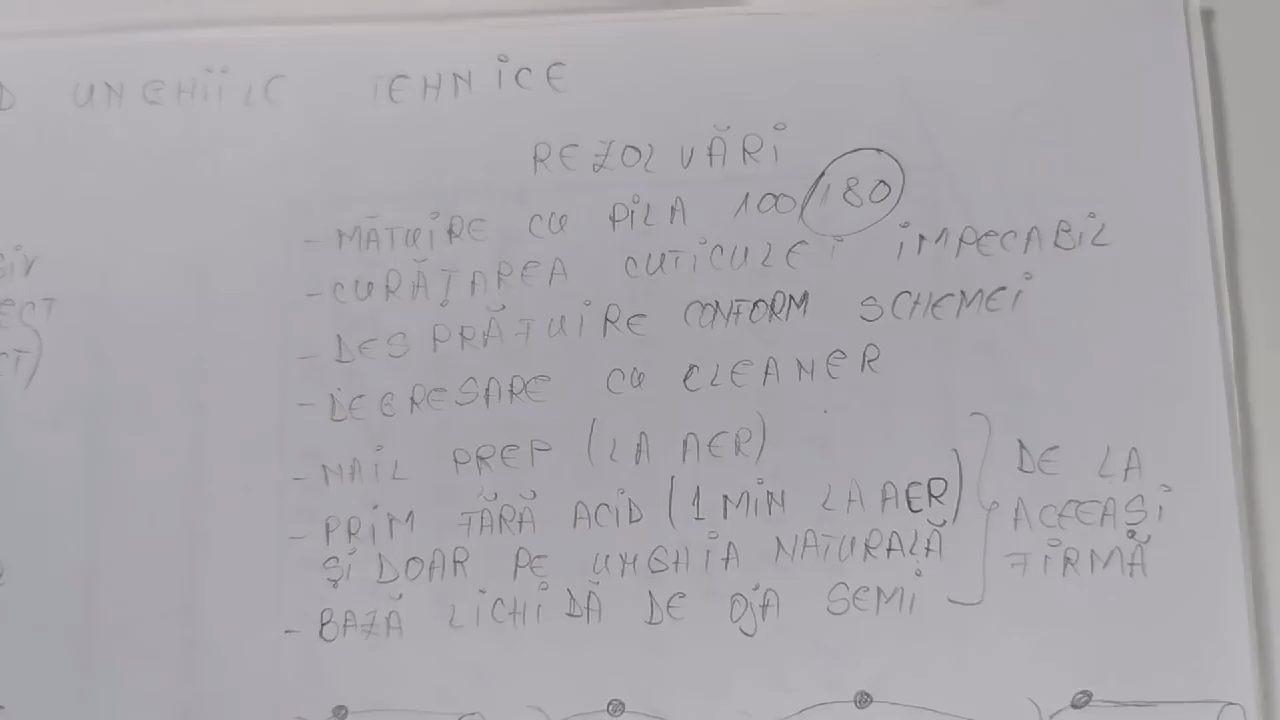 UNGHIILE TEHNICE
REZOLVĂRI
- MĂTUIRE CU PILA 100/180
- CURĂȚAREA CUTICULEI IMPECABIL
- DESPRĂFUIRE CONFORM SCHEMEI
- DEGRESARE CU CLEANER
- NAIL PREP (LA AER)
- PRIM FĂRĂ ACID (1 MIN LA AER)
ȘI DOAR PE UNGHIA NATURALĂ
- BAZĂ LICHIDĂ DE OJA SEMI
DE LA
ACEEAȘI
FIRMĂ